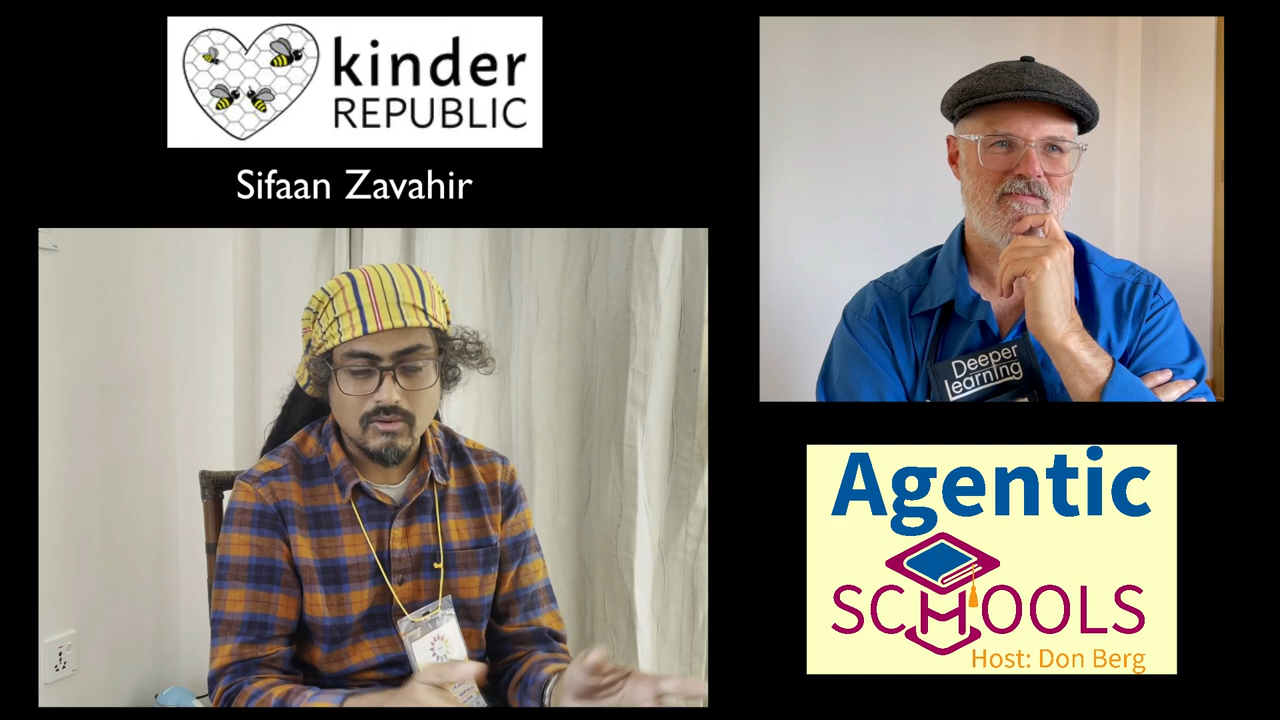 kinder
REPUBLIC
Sifaan Zavahir
Deeper
learning
Agentic
SCHOOLS
Host: Don Berg